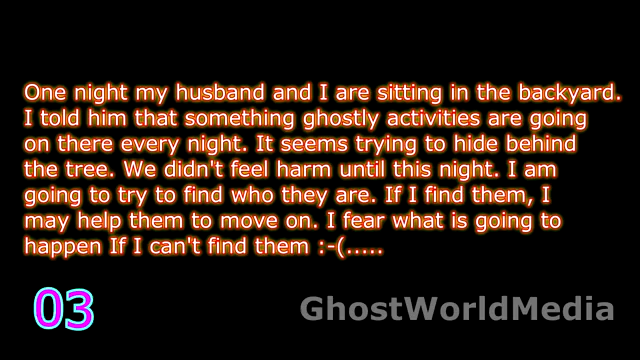 One night my husband and I are sitting in the backyard.
I told him that something ghostly activities are going
on there every night. It seems trying to hide behind
the tree. We didn't feel harm until this night. I am
going to try to find who they are. If I find them, I
may help them to move on. I fear what is going to
happen If I can't find them :-(.....
03
GhostWorldMedia